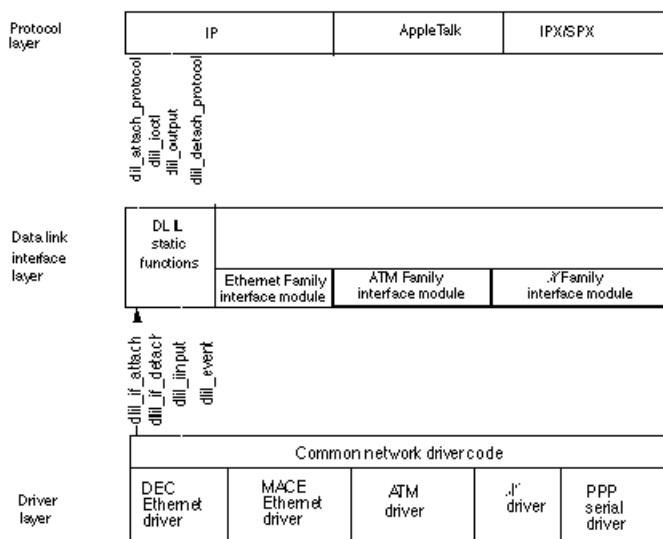 Protocol
layer
IP
AppleTalk
IPX/SPX
dlil_attach_protocol
dlil_ioctl
dlil_output
dlil_detach_protocol
Data link
interface
layer
DLIL
static
functions
Ethernet Family
interface module
ATM Family
interface module
X Family
interface module
dlil_if_attach
dlil_if_detach
dlil_input
dlil_event
Common network driver code
Driver
layer
DEC
Ethernet
driver
MACE
Ethernet
driver
ATM
driver
X
driver
PPP
serial
driver